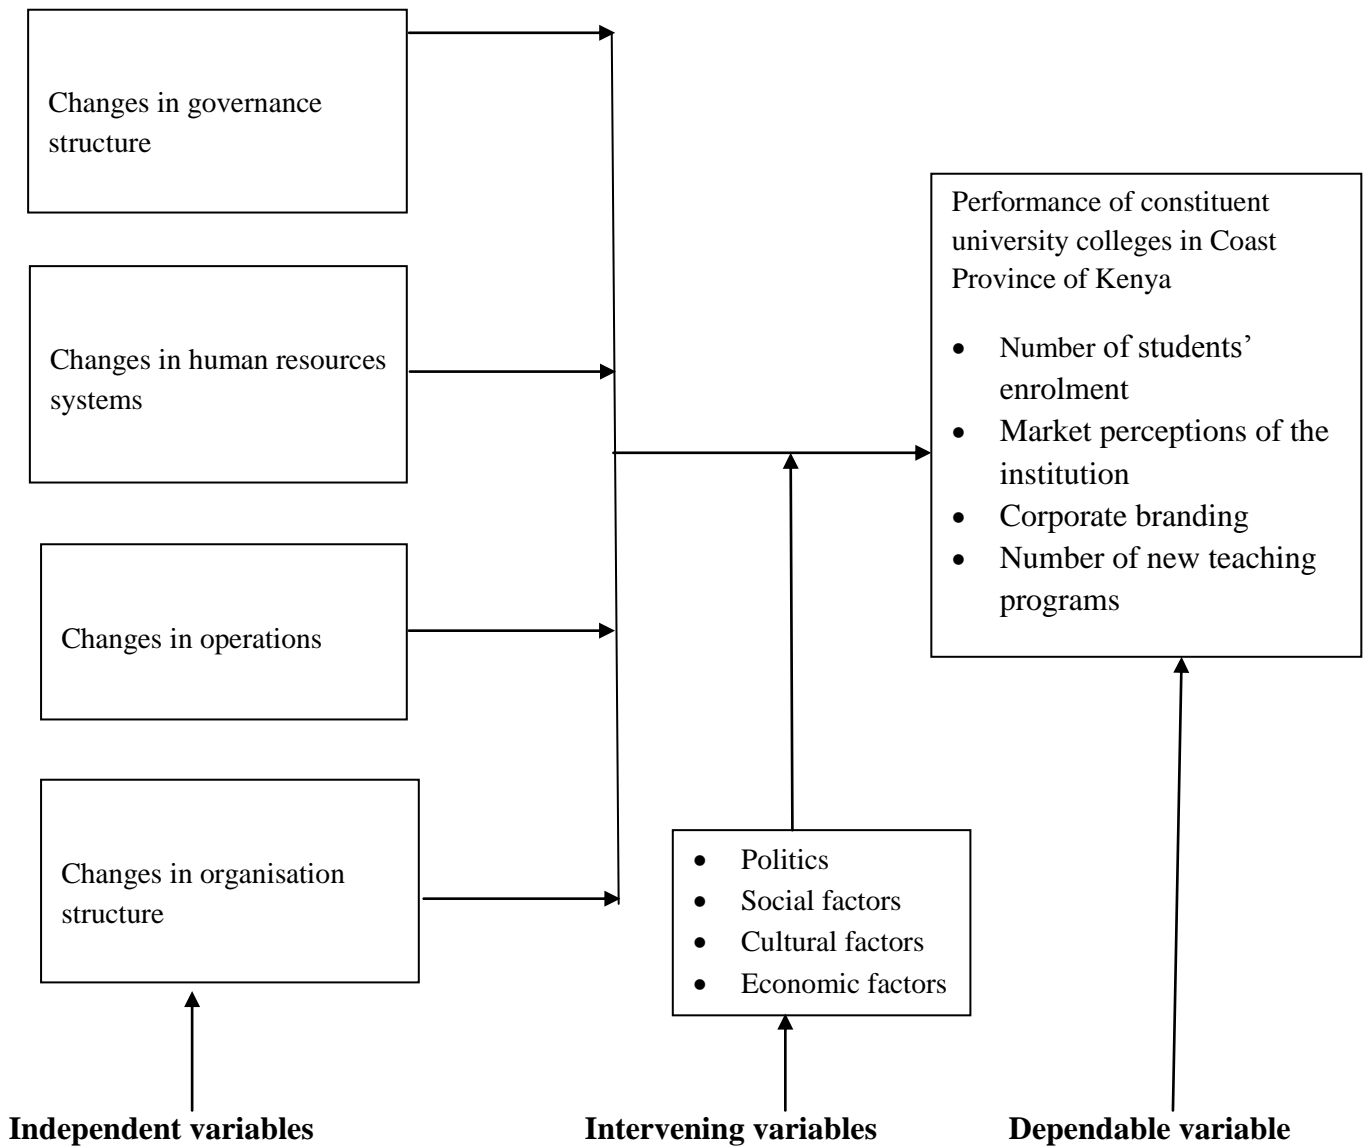 Changes in governance
structure
Changes in human resources
systems
Changes in operations
Changes in organisation
structure
Performance of constituent
university colleges in Coast
Province of Kenya
• Number of students’
enrolment
• Market perceptions of the
institution
• Corporate branding
• Number of new teaching
programs
• Politics
• Social factors
• Cultural factors
• Economic factors
Independent variables
Intervening variables
Dependable variable